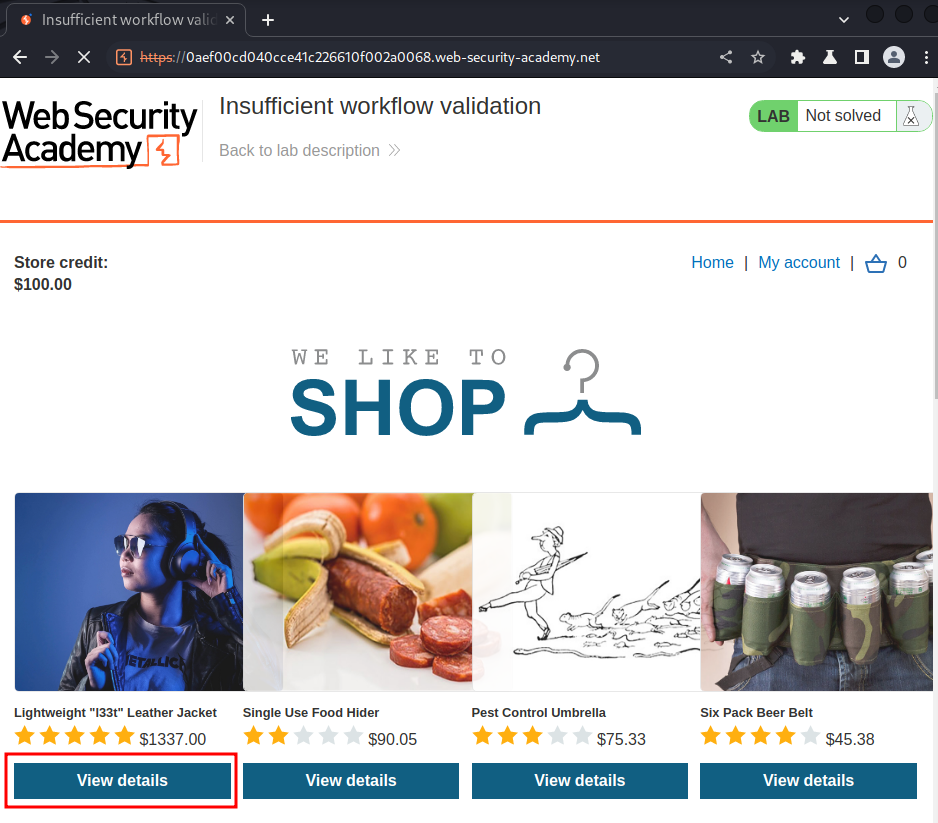 Insufficient workflow valid
https://0aef00cd040cce41c226610f002a0068.web-security-academy.net
Web Security
Academy
Insufficient workflow validation
Back to lab description
LAB Not solved
Store credit:
$100.00
Home | My account | 0
WE LIKE TO
SHOP
METALLICA
Lightweight "l33t" Leather Jacket
Single Use Food Hider
Pest Control Umbrella
Six Pack Beer Belt
$1337.00
$90.05
$75.33
$45.38
View details
View details
View details
View details